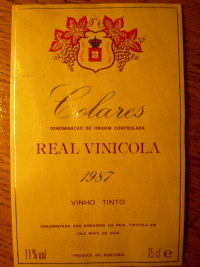 Colares
DENOMINAÇÃO DE ORIGEM CONTROLADA
REAL VINICOLA
1987
VINHO TINTO
ENGARRAFADO NOS ARMAZENS DA REAL VINICOLA EM
VILA NOVA DE GAIA
11%vol
PRODUCE OF PORTUGAL
75 cl e